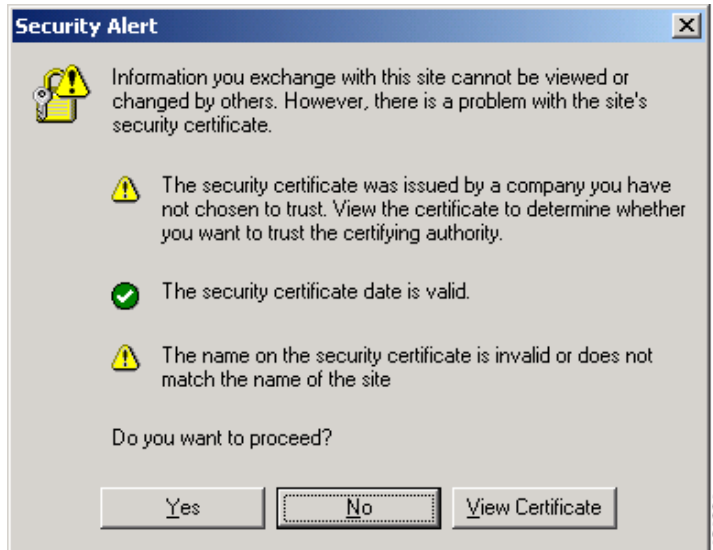 Security Alert
Information you exchange with this site cannot be viewed or
changed by others. However, there is a problem with the site's
security certificate.
The security certificate was issued by a company you have
not chosen to trust. View the certificate to determine whether
you want to trust the certifying authority.
The security certificate date is valid.
The name on the security certificate is invalid or does not
match the name of the site
Do you want to proceed?
Yes No View Certificate